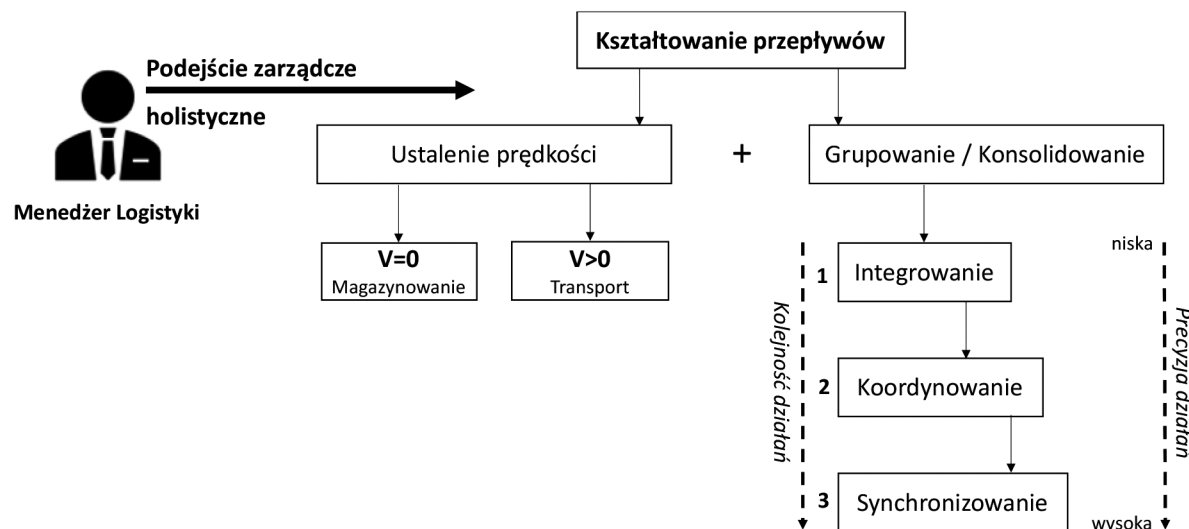 Kształtowanie przepływów
Podejście zarządcze
holistyczne
Menedżer Logistyki
Ustalenie prędkości
+
Grupowanie / Konsolidowanie
V=0
Magazynowanie
V>0
Transport
niska
1
Integrowanie
2
Koordynowanie
3
Synchronizowanie
wysoka
Kolejność działań
Precyzja działań